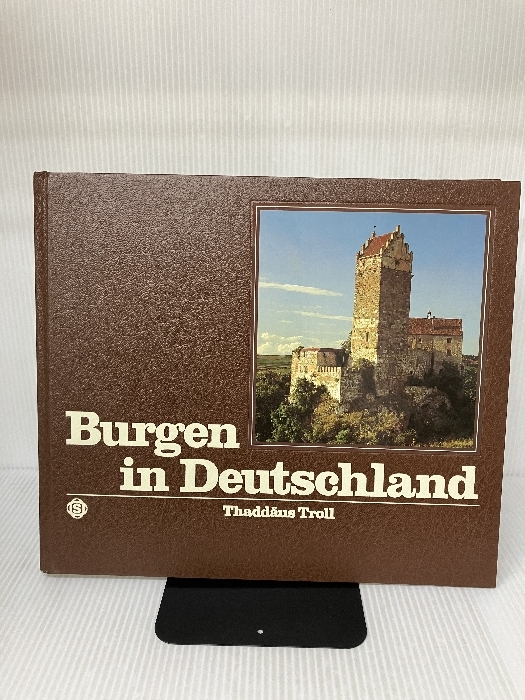 Burgen
in Deutschland
Thaddäus Troll
S